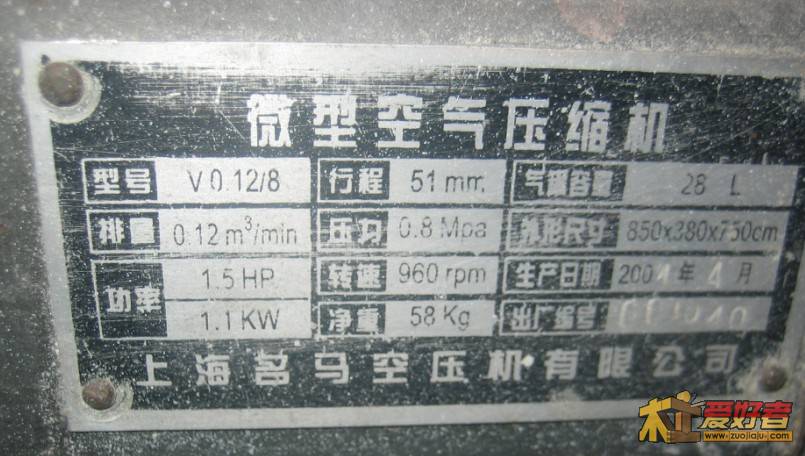 微型空气压缩机
型号 V 0.12/8 行程 51 mm 气罐容量 28 L
排量 0.12 m³/min 压力 0.8 Mpa 外形尺寸 850x380x750cm
功率 1.5 HP 转速 960 rpm 生产日期 2004年4月
1.1 KW 净重 58 Kg 出厂编号
上海茗马空压机有限公司
木工爱好者
www.zuojiaju.com